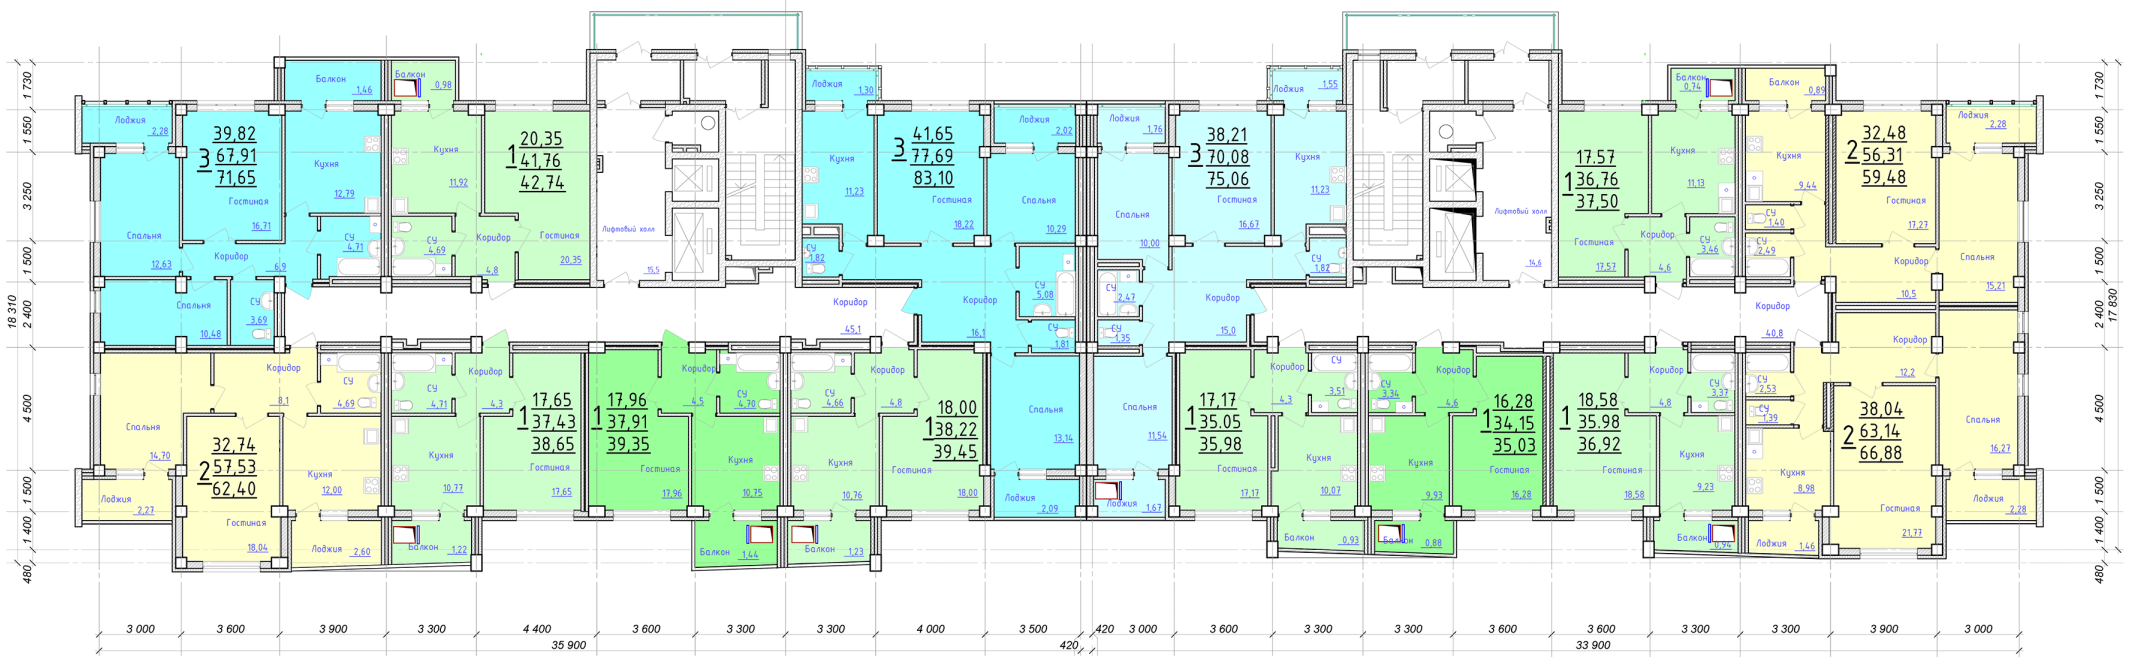 Балкон
1,46
Балкон
0,98
Лоджия
1,30
Лоджия
1,55
Балкон
0,74
Балкон
0,89
Лоджия
2,28
39,82
3 67,91
71,65
Кухня
12,79
Гостиная
16,71
Спальня
12,63
Коридор
6,9
СУ
4,71
Спальня
10,48
СУ
3,69
20,35
1 41,76
42,74
11,92
СУ
4,69
Коридор
4,8
Гостиная
20,35
Лифтовый холл
15,5
Кухня
11,23
СУ
1,82
41,65
3 77,69
83,10
Гостиная
18,22
Лоджия
2,02
Спальня
10,29
Коридор
16,1
СУ
5,08
СУ
1,81
Спальня
13,14
Лоджия
2,09
Коридор
45,1
Лоджия
1,76
38,21
3 70,08
75,06
Спальня
10,00
Гостиная
16,67
Кухня
11,23
СУ
1,82
СУ
2,47
СУ
1,35
Коридор
15,0
Спальня
11,54
Лоджия
1,67
Лифтовый холл
14,6
17,57
1 36,76
37,50
Кухня
11,13
Гостиная
17,57
Коридор
4,6
СУ
3,46
Кухня
9,44
СУ
1,40
СУ
2,49
32,48
2 56,31
59,48
Гостиная
17,27
Лоджия
2,28
Коридор
10,5
15,21
Коридор
40,8
Коридор
8,1
СУ
4,69
Спальня
14,70
Лоджия
2,27
32,74
2 57,53
62,40
Гостиная
18,04
Кухня
12,00
Лоджия
2,60
СУ
4,71
Коридор
4,3
Кухня
10,77
Балкон
1,22
17,65
1 37,43
38,65
Гостиная
17,65
17,96
1 37,91
39,35
Гостиная
17,96
Коридор
4,5
СУ
4,70
Кухня
10,75
Балкон
1,44
СУ
4,66
Коридор
4,8
Кухня
10,76
Балкон
1,23
18,00
1 38,22
39,45
Гостиная
18,00
17,17
1 35,05
35,98
Гостиная
17,17
Коридор
4,3
СУ
3,51
Кухня
10,07
Балкон
0,93
СУ
3,34
Коридор
4,6
Кухня
9,93
Балкон
0,88
16,28
1 34,15
35,03
Гостиная
16,28
18,58
1 35,98
36,92
Гостиная
18,58
Коридор
4,8
СУ
3,37
Кухня
9,23
Балкон
0,94
СУ
2,53
СУ
1,39
Кухня
8,98
Лоджия
1,46
Коридор
12,2
38,04
2 63,14
66,88
Гостиная
21,77
Спальня
16,27
Лоджия
2,28
1 730
1 550
3 250
1 500
2 400
4 500
1 500
1 400
480
18 310
1 730
1 550
3 250
1 500
2 400
4 500
1 500
1 400
480
17 830
3 000
3 600
3 900
3 300
4 400
3 600
3 300
3 300
4 000
3 500
420
3 000
3 600
3 300
3 300
3 600
3 600
3 300
3 300
3 900
3 000
35 900
420
33 900